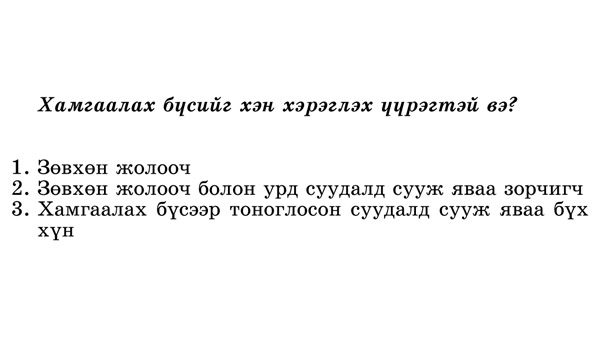 Хамгаалах бүсийг хэн хэрэглэх үүрэгтэй вэ?
1. Зөвхөн жолооч
2. Зөвхөн жолооч болон урд суудалд сууж яваа зорчигч
3. Хамгаалах бүсээр тоноглосон суудалд сууж яваа бүх
хүн